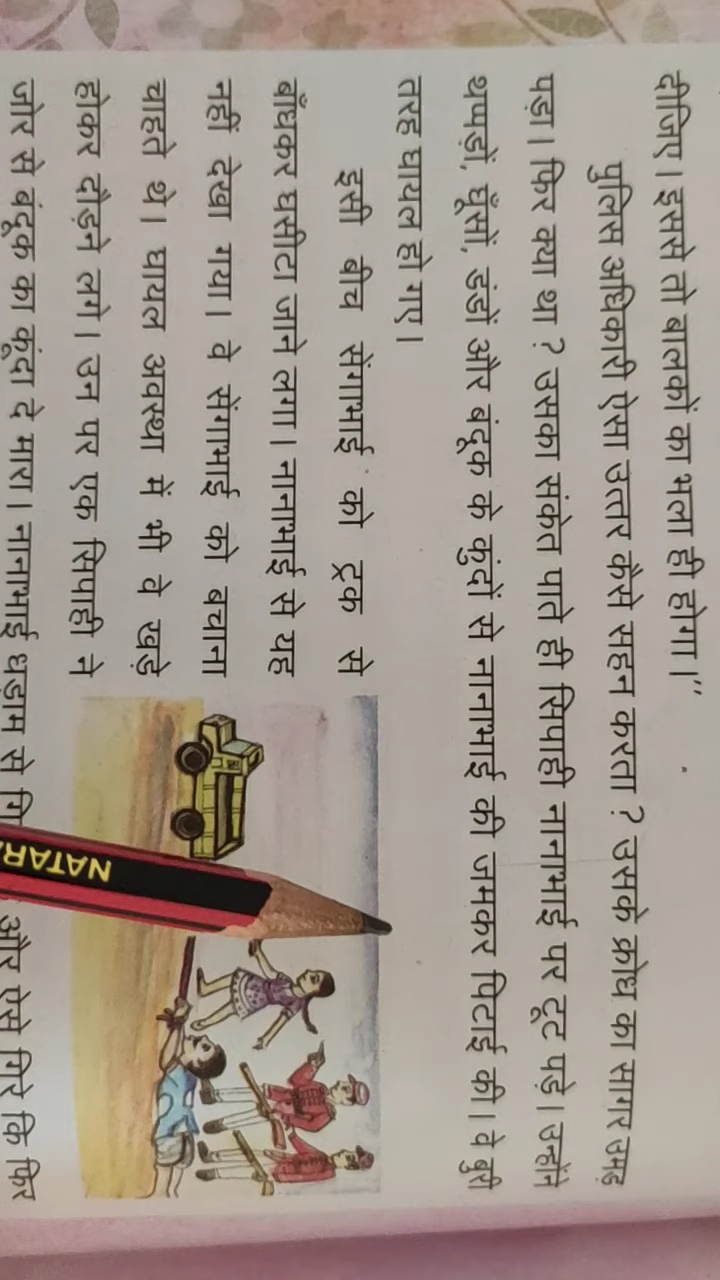 दीजिए। इससे तो बालकों का भला ही होगा।”
पुलिस अधिकारी ऐसा उत्तर कैसे सहन करता? उसके क्रोध का सागर उमड़
पड़ा। फिर क्या था? उसका संकेत पाते ही सिपाही नानाभाई पर टूट पड़े। उन्होंने
थप्पड़ों, घूँसों, डंडों और बंदूक के कुंदों से नानाभाई की जमकर पिटाई की। वे बुरी
तरह घायल हो गए।
इसी बीच सेंगाभाई को ट्रक से
बाँधकर घसीटा जाने लगा। नानाभाई से यह
नहीं देखा गया। वे सेंगाभाई को बचाना
चाहते थे। घायल अवस्था में भी वे खड़े
होकर दौड़ने लगे। उन पर एक सिपाही ने
जोर से बंदूक का कुंदा दे मारा। नानाभाई धड़ाम से और ऐसे गिरे कि फिर
NATARA